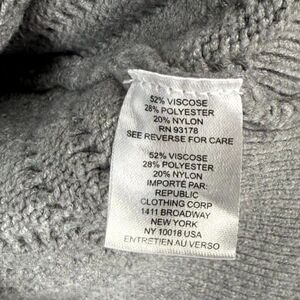 52% VISCOSE
28% POLYESTER
20% NYLON
RN 93178
SEE REVERSE FOR CARE
52% VISCOSE
28% POLYESTER
20% NYLON
IMPORTÉ PAR:
REPUBLIC
CLOTHING CORP
1411 BROADWAY
NEW YORK
NY 10018 USA
ENTRETIEN AU VERSO